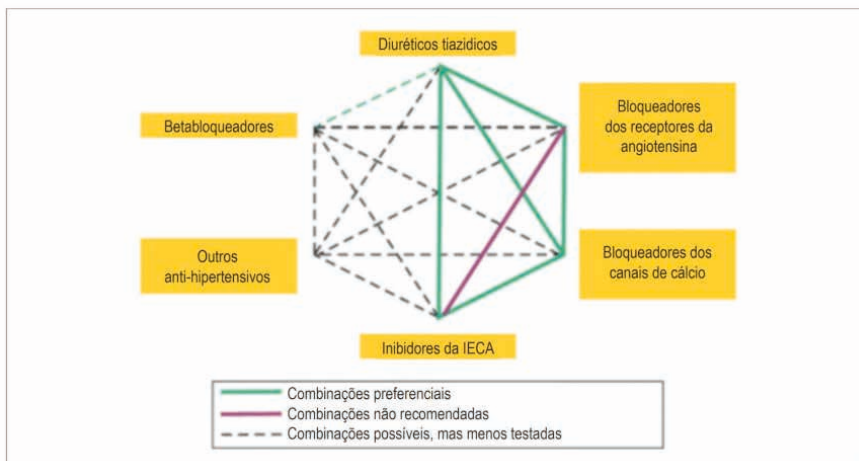 Diuréticos tiazídicos
Betabloqueadores
Bloqueadores
dos receptores da
angiotensina
Outros
anti-hipertensivos
Bloqueadores dos
canais de cálcio
Inibidores da IECA
Combinações preferenciais
Combinações não recomendadas
Combinações possíveis, mas menos testadas